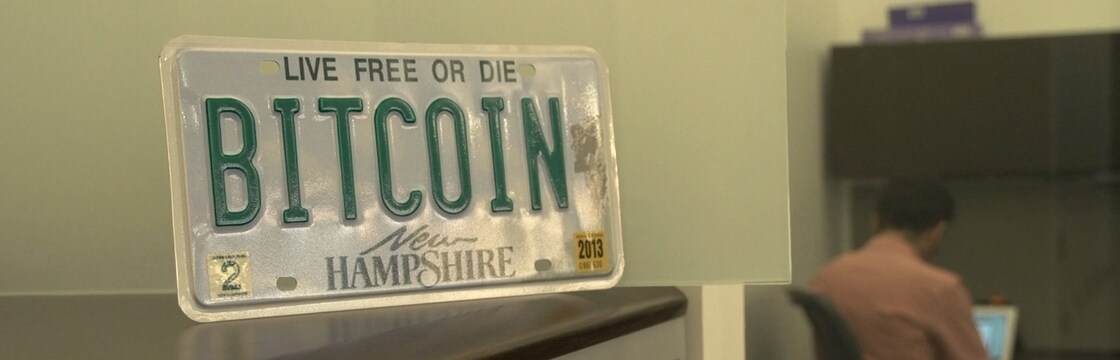 LIVE FREE OR DIE
BITCOIN
New
HAMPSHIRE
2
2013